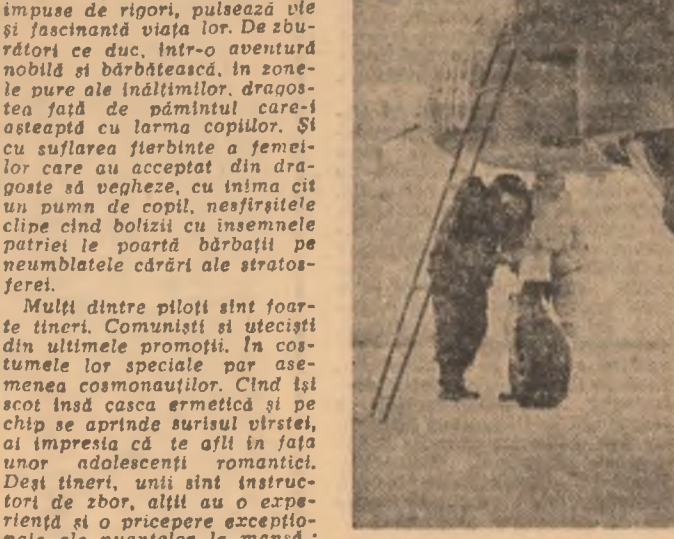 impuse de rigori, pulsează vie
și fascinantă viața lor. De zbu-
rători ce duc, într-o aventură
nobilă și bărbătească, în zone-
le pure ale înălțimilor, dragos-
tea față de pămîntul care-i
așteaptă cu larma copiilor. Și
cu suflarea fierbinte a femei-
lor care au acceptat din dra-
goste să vegheze, cu inima cît
un pumn de copil, nesfîrșitele
clipe cînd bolizii cu însemnele
patriei le poartă bărbații pe
neumblatele cărări ale stratos-
ferei.
Mulți dintre piloți sînt foar-
te tineri. Comuniști și uteciști
din ultimele promoții. În cos-
tumele lor speciale par ase-
menea cosmonauților. Cînd își
scot însă casca ermetică și pe
chip se aprinde surîsul vîrstei,
ai impresia că te afli în fața
unor adolescenți romantici.
Deși tineri, unii sînt instruc-
tori de zbor, alții au o expe-
riență și o pricepere excepțio-